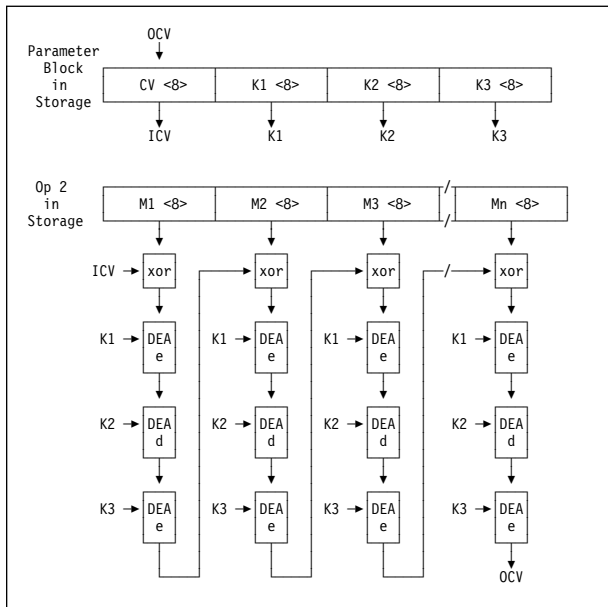 OCV
Parameter
Block
in
Storage
CV <8> K1 <8> K2 <8> K3 <8>
ICV K1 K2 K3
Op 2
in
Storage
M1 <8> M2 <8> M3 <8> / / Mn <8>
ICV xor xor xor / xor
K1 DEA e K1 DEA e K1 DEA e K1 DEA e
K2 DEA d K2 DEA d K2 DEA d K2 DEA d
K3 DEA e K3 DEA e K3 DEA e K3 DEA e
OCV